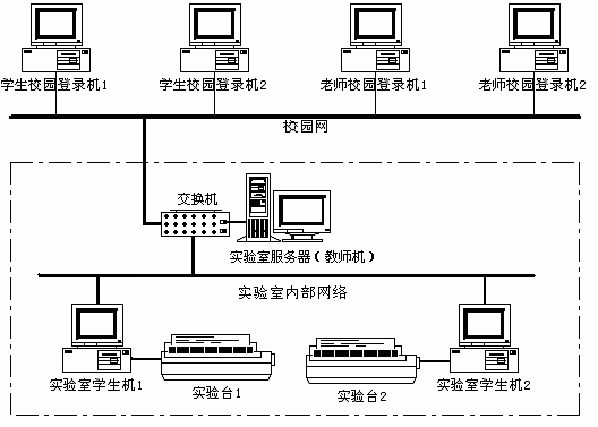 学生校园登录机1
学生校园登录机2
老师校园登录机1
老师校园登录机2
校园网
交换机
实验室服务器(教师机)
实验室内部网络
实验室学生机1
实验台1
实验台2
实验室学生机2